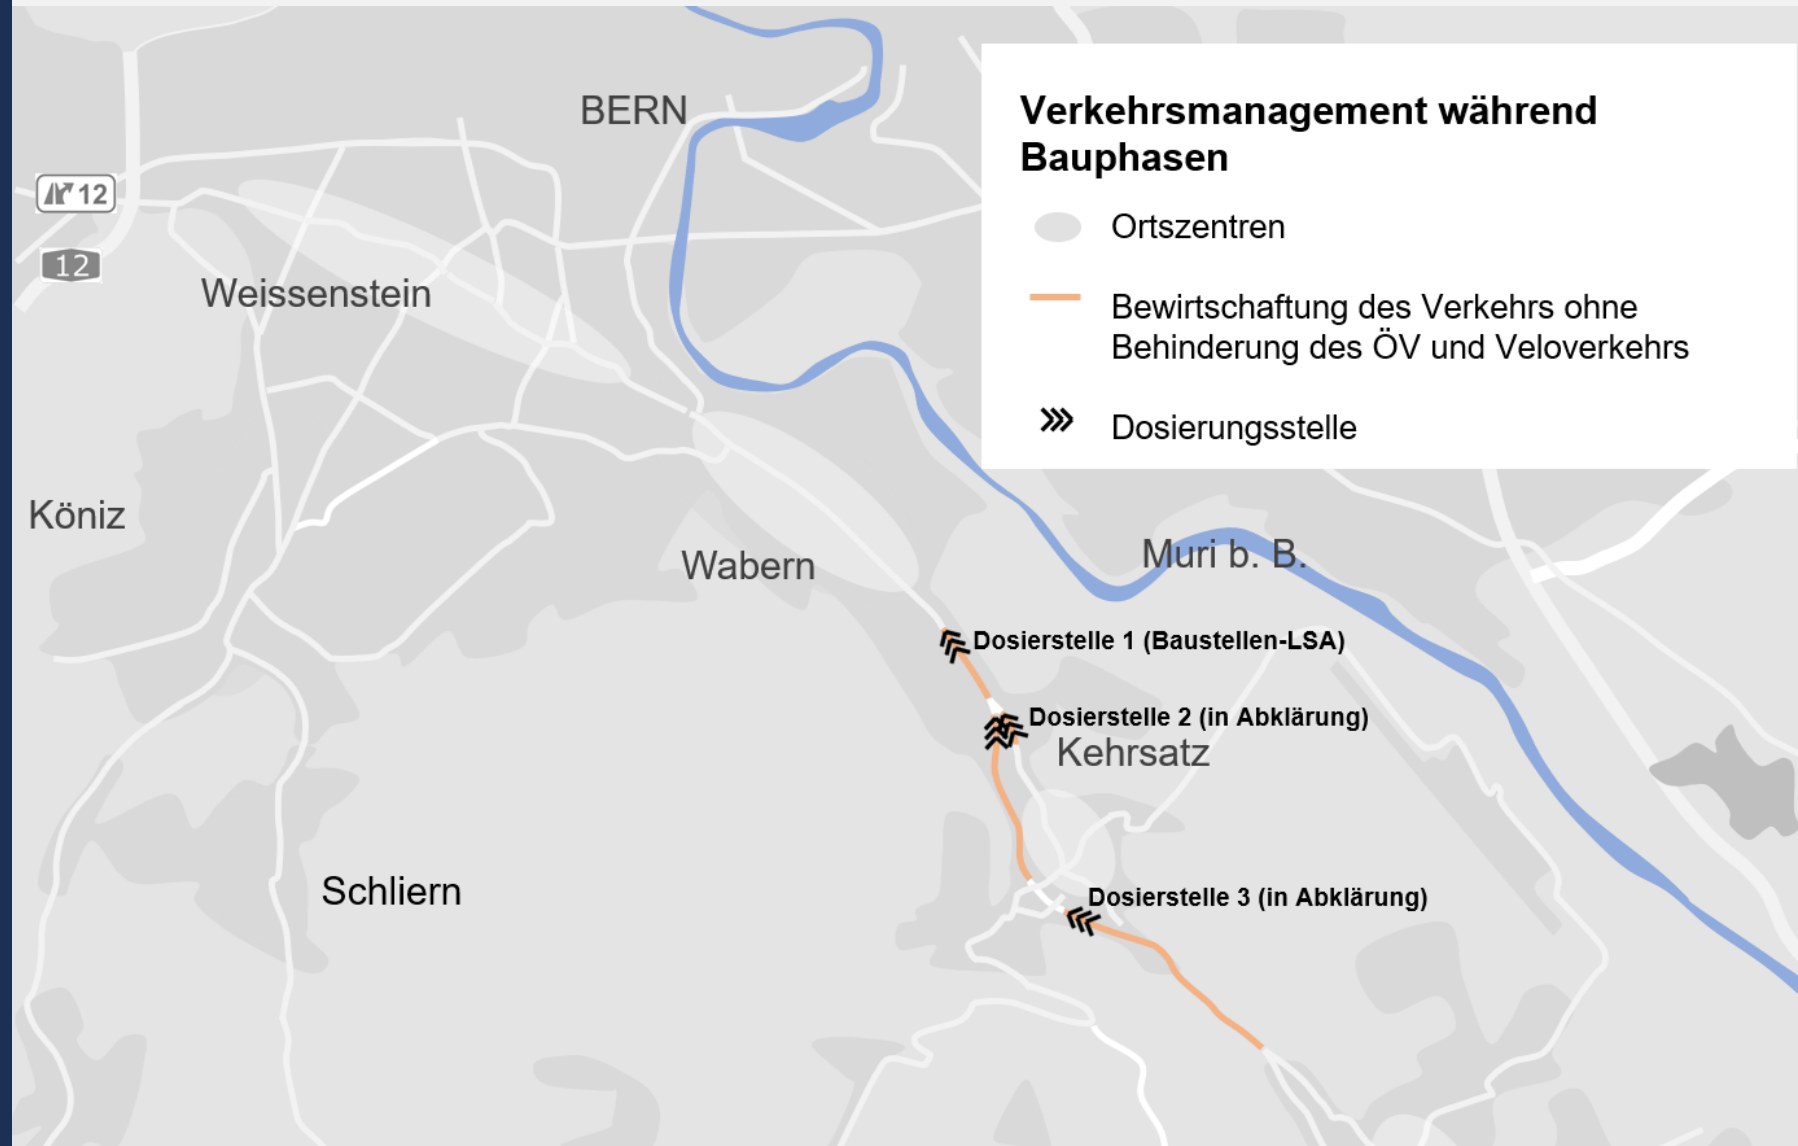 BERN
Verkehrsmanagement während
Bauphasen
12
Ortszentren
12
Weissenstein
Bewirtschaftung des Verkehrs ohne
Behinderung des ÖV und Veloverkehrs
Dosierungsstelle
Köniz
Wabern
Muri b. B.
Dosierstelle 1 (Baustellen-LSA)
Dosierstelle 2 (in Abklärung)
Kehrsatz
Schliern
Dosierstelle 3 (in Abklärung)